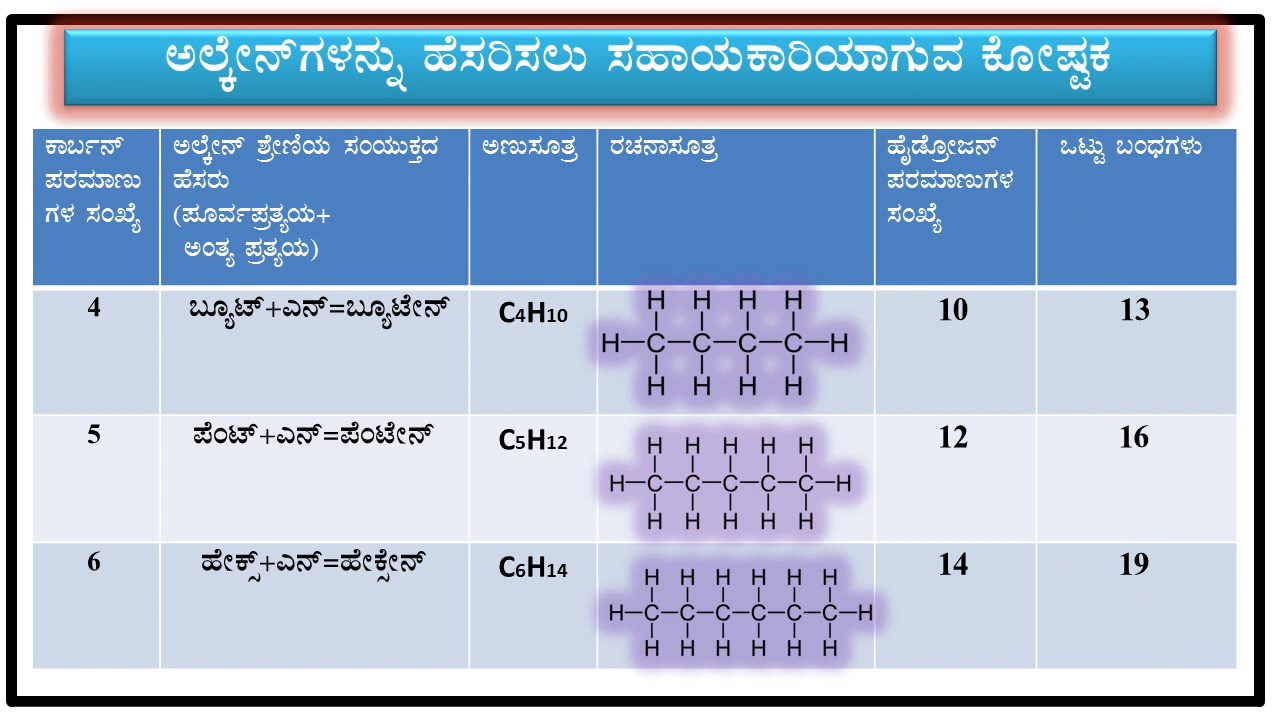 ಅಲ್ಕೇನ್‌ಗಳನ್ನು ಹೆಸರಿಸಲು ಸಹಾಯಕಾರಿಯಾಗುವ ಕೋಷ್ಟಕ
ಕಾರ್ಬನ್
ಪರಮಾಣು
ಗಳ ಸಂಖ್ಯೆ
ಅಲ್ಕೇನ್ ಶ್ರೇಣಿಯ ಸಂಯುಕ್ತದ
ಹೆಸರು
(ಪೂರ್ವಪ್ರತ್ಯಯ+
ಅಂತ್ಯ ಪ್ರತ್ಯಯ)
ಅಣುಸೂತ್ರ
ರಚನಾಸೂತ್ರ
ಹೈಡ್ರೋಜನ್
ಪರಮಾಣುಗಳ
ಸಂಖ್ಯೆ
ಒಟ್ಟು ಬಂಧಗಳು
4
ಬ್ಯೂಟ್+ಎನ್=ಬ್ಯೂಟೇನ್
C4H10
H H H H
H C C C C H
H H H H
10
13
5
ಪೆಂಟ್+ಎನ್=ಪೆಂಟೇನ್
C5H12
H H H H H
H C C C C C H
H H H H H
12
16
6
ಹೇಕ್ಸ್+ಎನ್=ಹೇಕ್ಸೇನ್
C6H14
H H H H H H
H C C C C C C H
H H H H H H
14
19